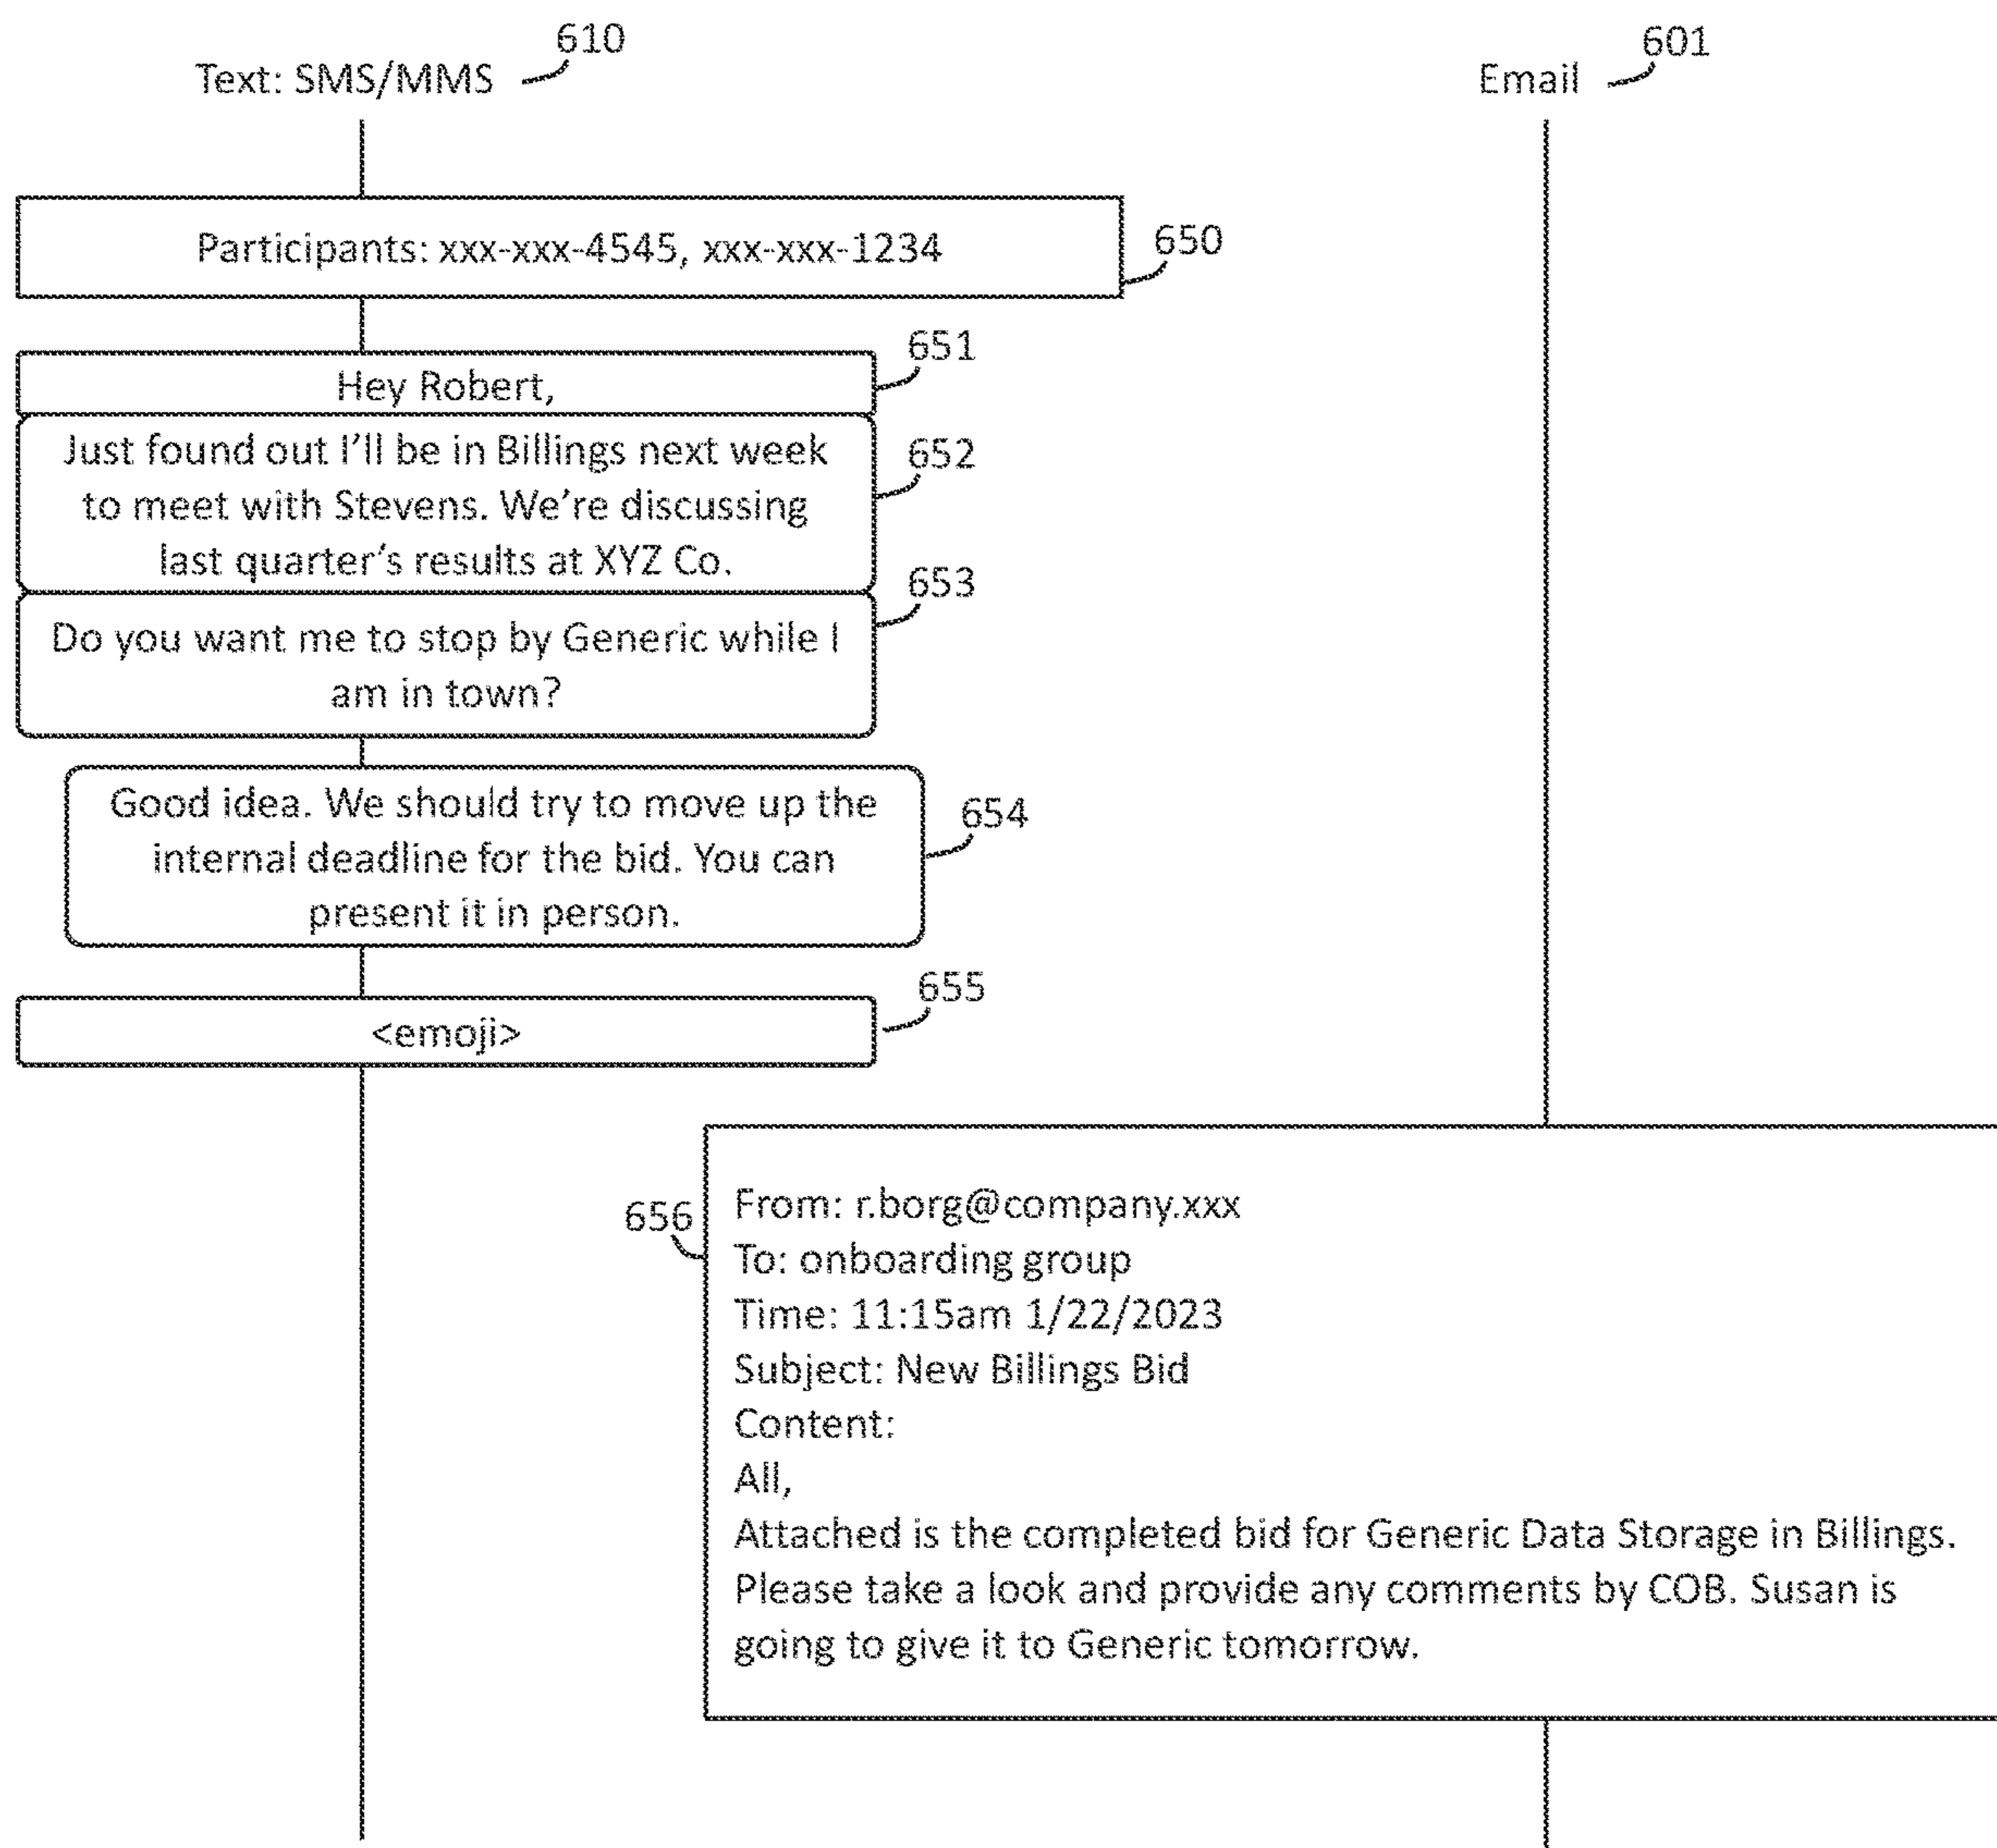 610
601
Text: SMS/MMS
Email
Participants: xxx-xxx-4545, xxx-xxx-1234
650
651
Hey Robert,
Just found out I'll be in Billings next week
652
to meet with Stevens. We're discussing
last quarter's results at XYZ Co.
653
Do you want me to stop by Generic while I
am in town?
Good idea. We should try to move up the
654
internal deadline for the bid. You can
present it in person.
655
<emoji>
656
From: r.borg@company.xxx
To: onboarding group
Time: 11:15am 1/22/2023
Subject: New Billings Bid
Content:
All,
Attached is the completed bid for Generic Data Storage in Billings.
Please take a look and provide any comments by COB. Susan is
going to give it to Generic tomorrow.